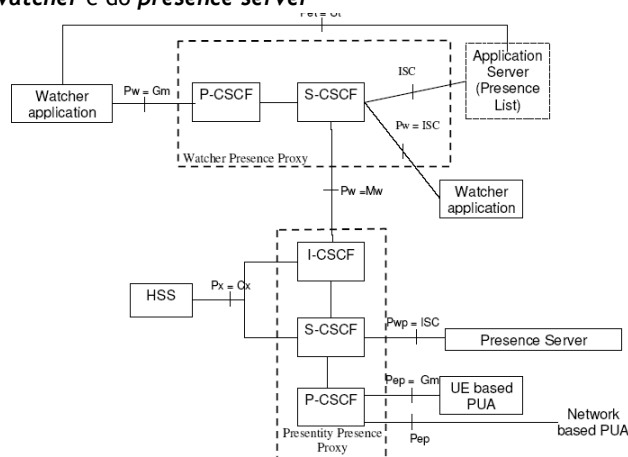 watcher e do presence server
Pet = Ut
Watcher application
Pw = Gm
P-CSCF
S-CSCF
ISC
Application Server (Presence List)
Pw = ISC
Watcher Presence Proxy
Pw =Mw
Watcher application
I-CSCF
HSS
Px = Cx
S-CSCF
Pwp = ISC
Presence Server
P-CSCF
Pep = Gm
UE based PUA
Pep
Network based PUA
Presentity Presence Proxy